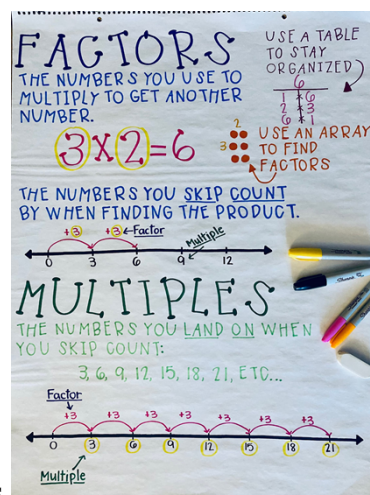 FACTORS
THE NUMBERS YOU USE TO
MULTIPLY TO GET ANOTHER
NUMBER.
3X2=6
USE A TABLE
TO STAY
ORGANIZED
6
1 x 6
2 x 3
6 x 1
2
3
USE AN ARRAY
TO FIND
FACTORS
THE NUMBERS YOU SKIP COUNT
BY WHEN FINDING THE PRODUCT.
+3 +3 ←Factor
Multiple
0 3 6 9 12
MULTIPLES
THE NUMBERS YOU LAND ON WHEN
YOU SKIP COUNT:
3, 6, 9, 12, 15, 18, 21, ETC...
Factor
+3 +3 +3 +3 +3 +3 +3
0 3 6 9 12 15 18 21
Multiple